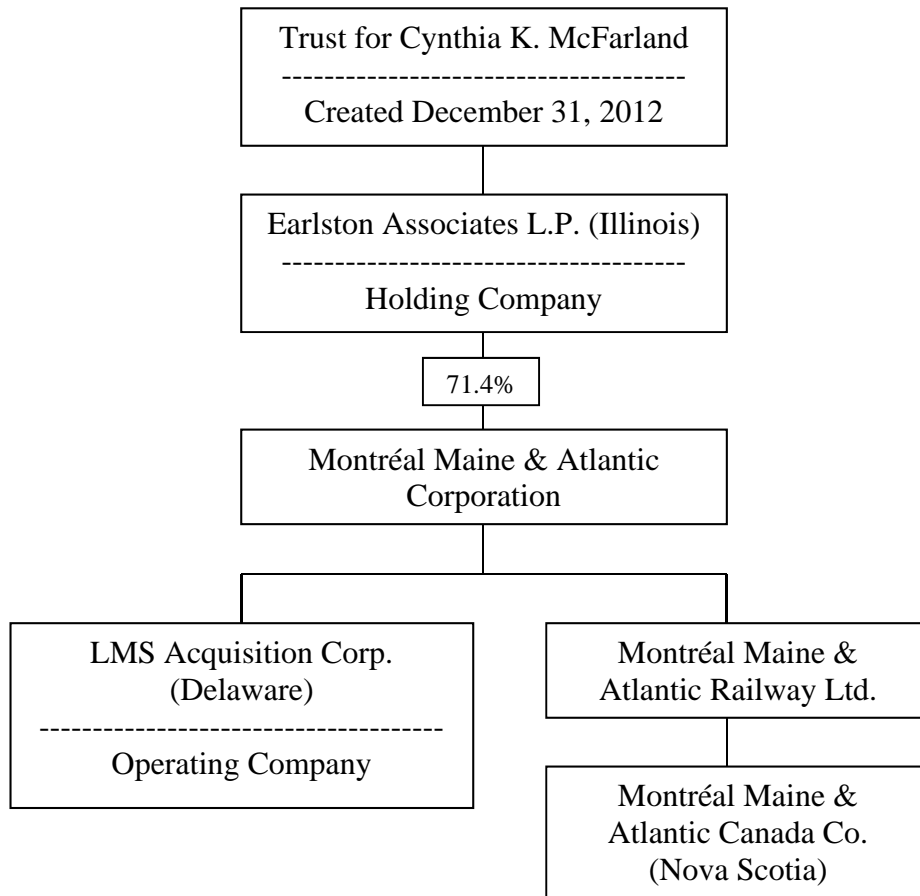 Trust for Cynthia K. McFarland
--------------------------------------
Created December 31, 2012
Earlston Associates L.P. (Illinois)
--------------------------------------
Holding Company
71.4%
Montréal Maine & Atlantic
Corporation
LMS Acquisition Corp.
(Delaware)
--------------------------------------
Operating Company
Montréal Maine &
Atlantic Railway Ltd.
Montréal Maine &
Atlantic Canada Co.
(Nova Scotia)